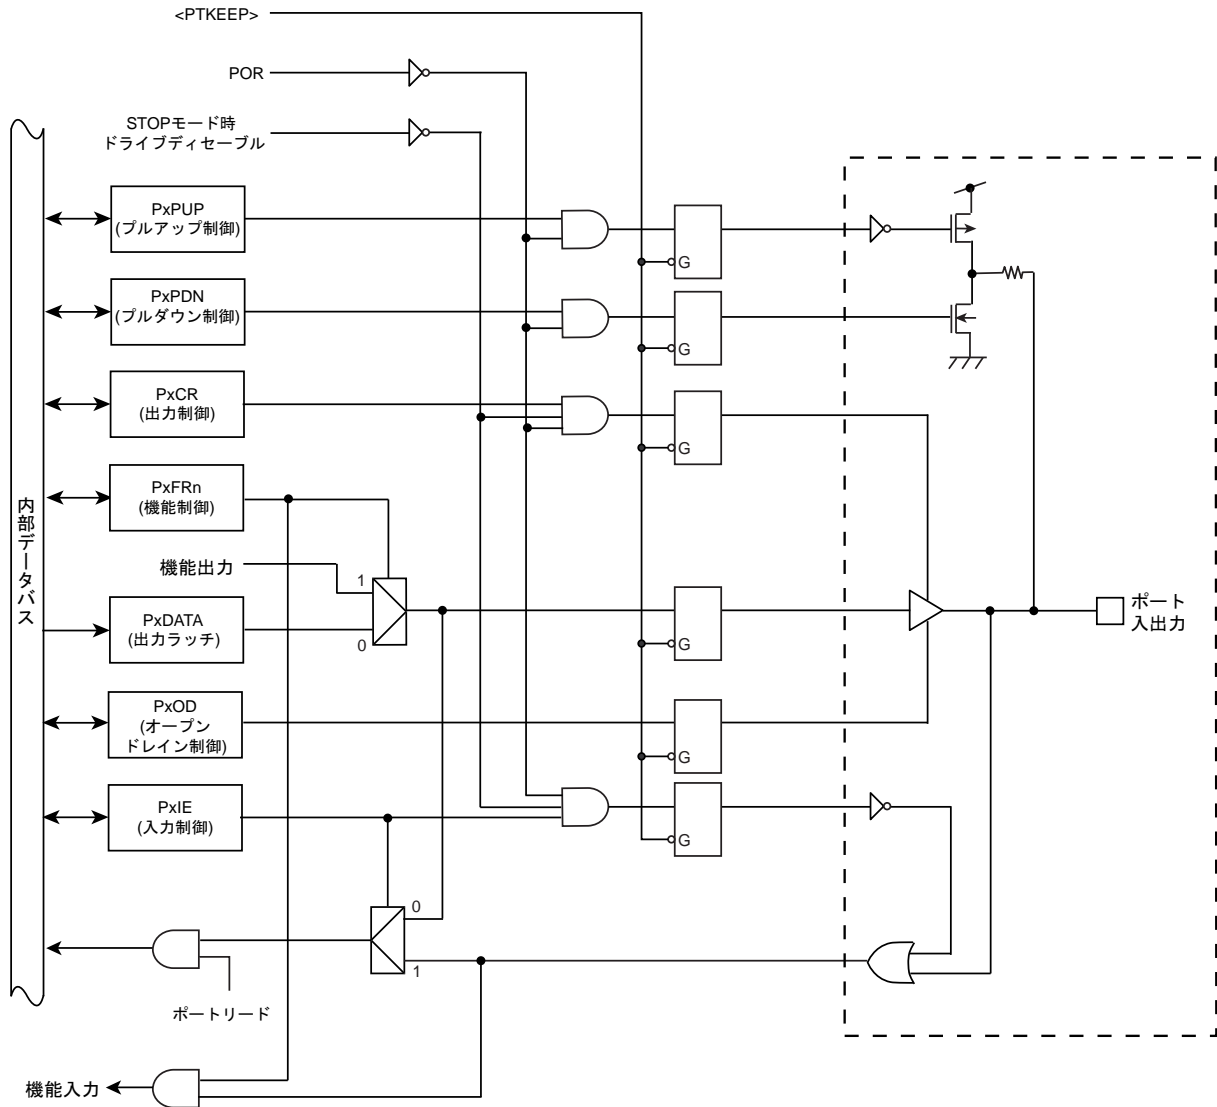 <PTKEEP>
POR
STOPモード時
ドライブディセーブル
PxPUP
(プルアップ制御)
G
PxPDN
(プルダウン制御)
G
PxCR
(出力制御)
G
PxFRn
(機能制御)
内部データバス
機能出力
1
0
PxDATA
(出力ラッチ)
G
ポート
入出力
PxOD
(オープン
ドレイン制御)
G
PxIE
(入力制御)
G
0
1
ポートリード
機能入力